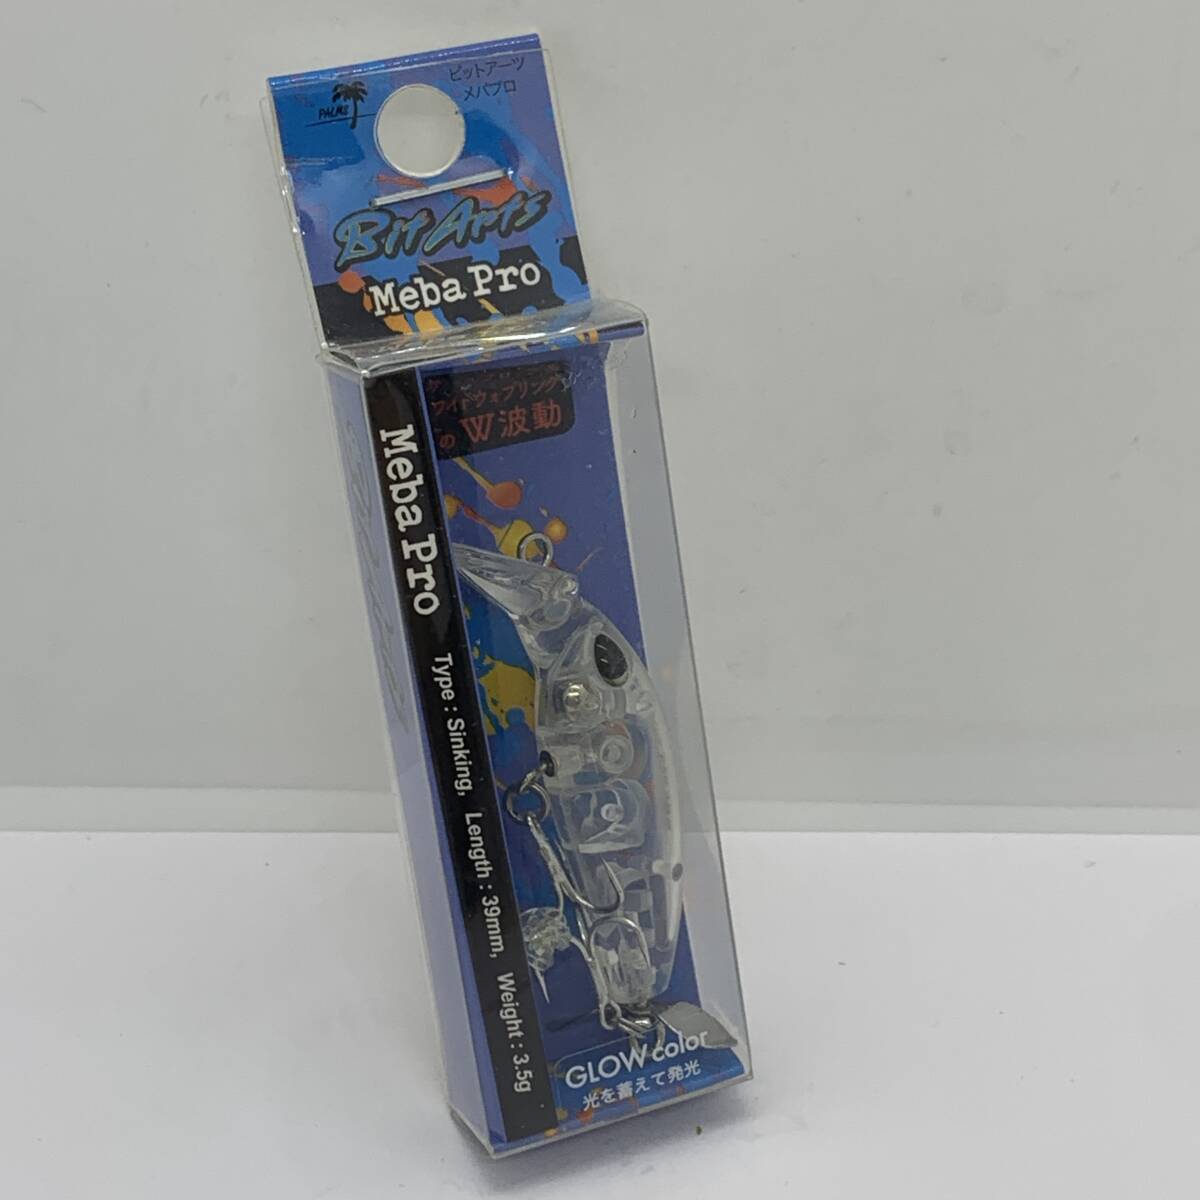 PALMS
ビットアーツ
メバプロ
Bit Arts
Meba Pro
ワイドウォブリング
の W波動
Meba Pro
Type : Sinking, Length : 39mm, Weight : 3.5g
GLOW color
光を蓄えて発光